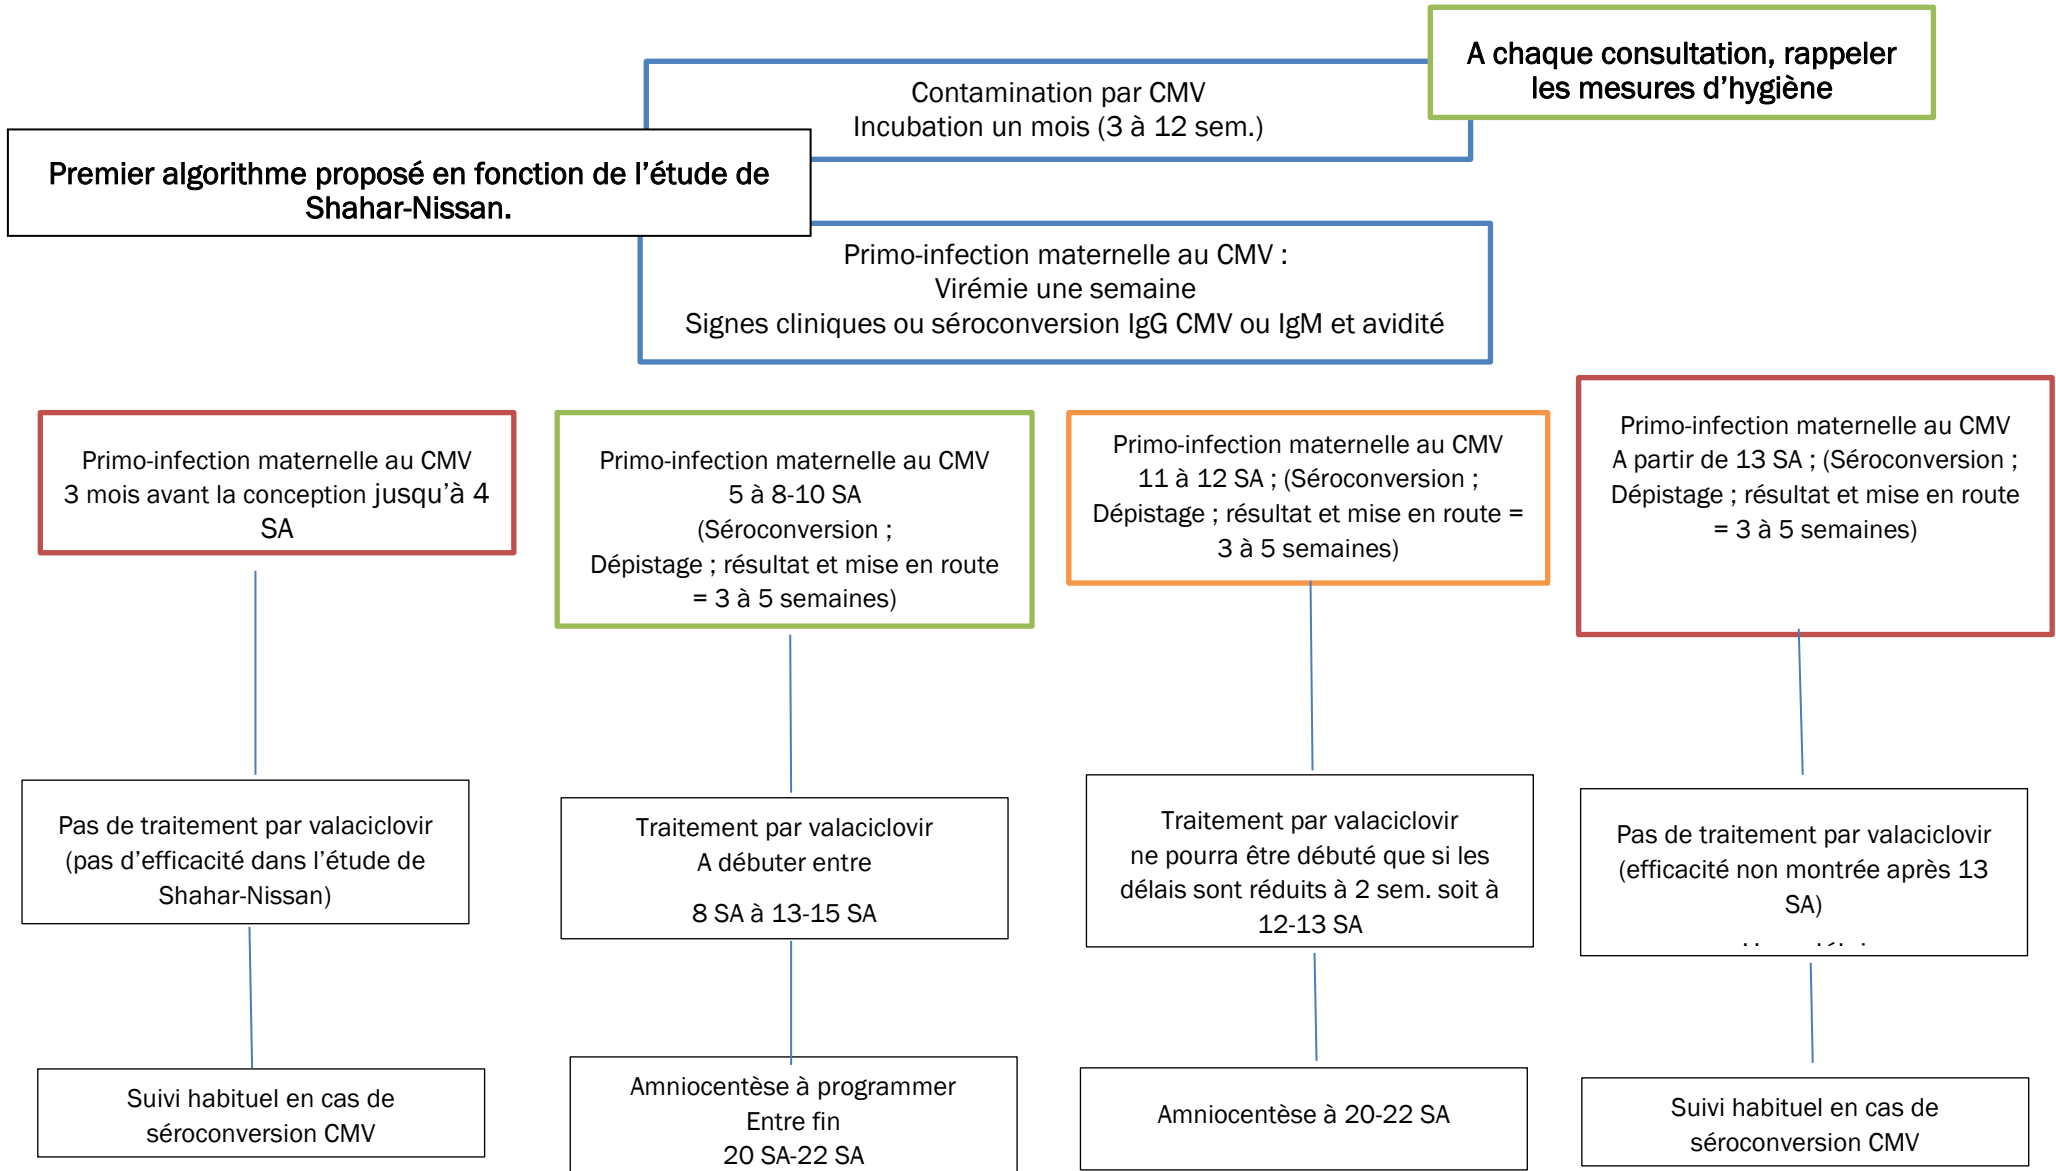 A chaque consultation, rappeler
les mesures d’hygiène
Contamination par CMV
Incubation un mois (3 à 12 sem.)
Premier algorithme proposé en fonction de l’étude de
Shahar-Nissan.
Primo-infection maternelle au CMV :
Virémie une semaine
Signes cliniques ou séroconversion IgG CMV ou IgM et avidité
Primo-infection maternelle au CMV
3 mois avant la conception jusqu’à 4
SA
Primo-infection maternelle au CMV
5 à 8-10 SA
(Séroconversion ;
Dépistage ; résultat et mise en route
= 3 à 5 semaines)
Primo-infection maternelle au CMV
11 à 12 SA ; (Séroconversion ;
Dépistage ; résultat et mise en route =
3 à 5 semaines)
Primo-infection maternelle au CMV
A partir de 13 SA ; (Séroconversion ;
Dépistage ; résultat et mise en route
= 3 à 5 semaines)
Pas de traitement par valaciclovir
(pas d’efficacité dans l’étude de
Shahar-Nissan)
Traitement par valaciclovir
A débuter entre
8 SA à 13-15 SA
Traitement par valaciclovir
ne pourra être débuté que si les
délais sont réduits à 2 sem. soit à
12-13 SA
Pas de traitement par valaciclovir
(efficacité non montrée après 13
SA)
Suivi habituel en cas de
séroconversion CMV
Amniocentèse à programmer
Entre fin
20 SA-22 SA
Amniocentèse à 20-22 SA
Suivi habituel en cas de
séroconversion CMV